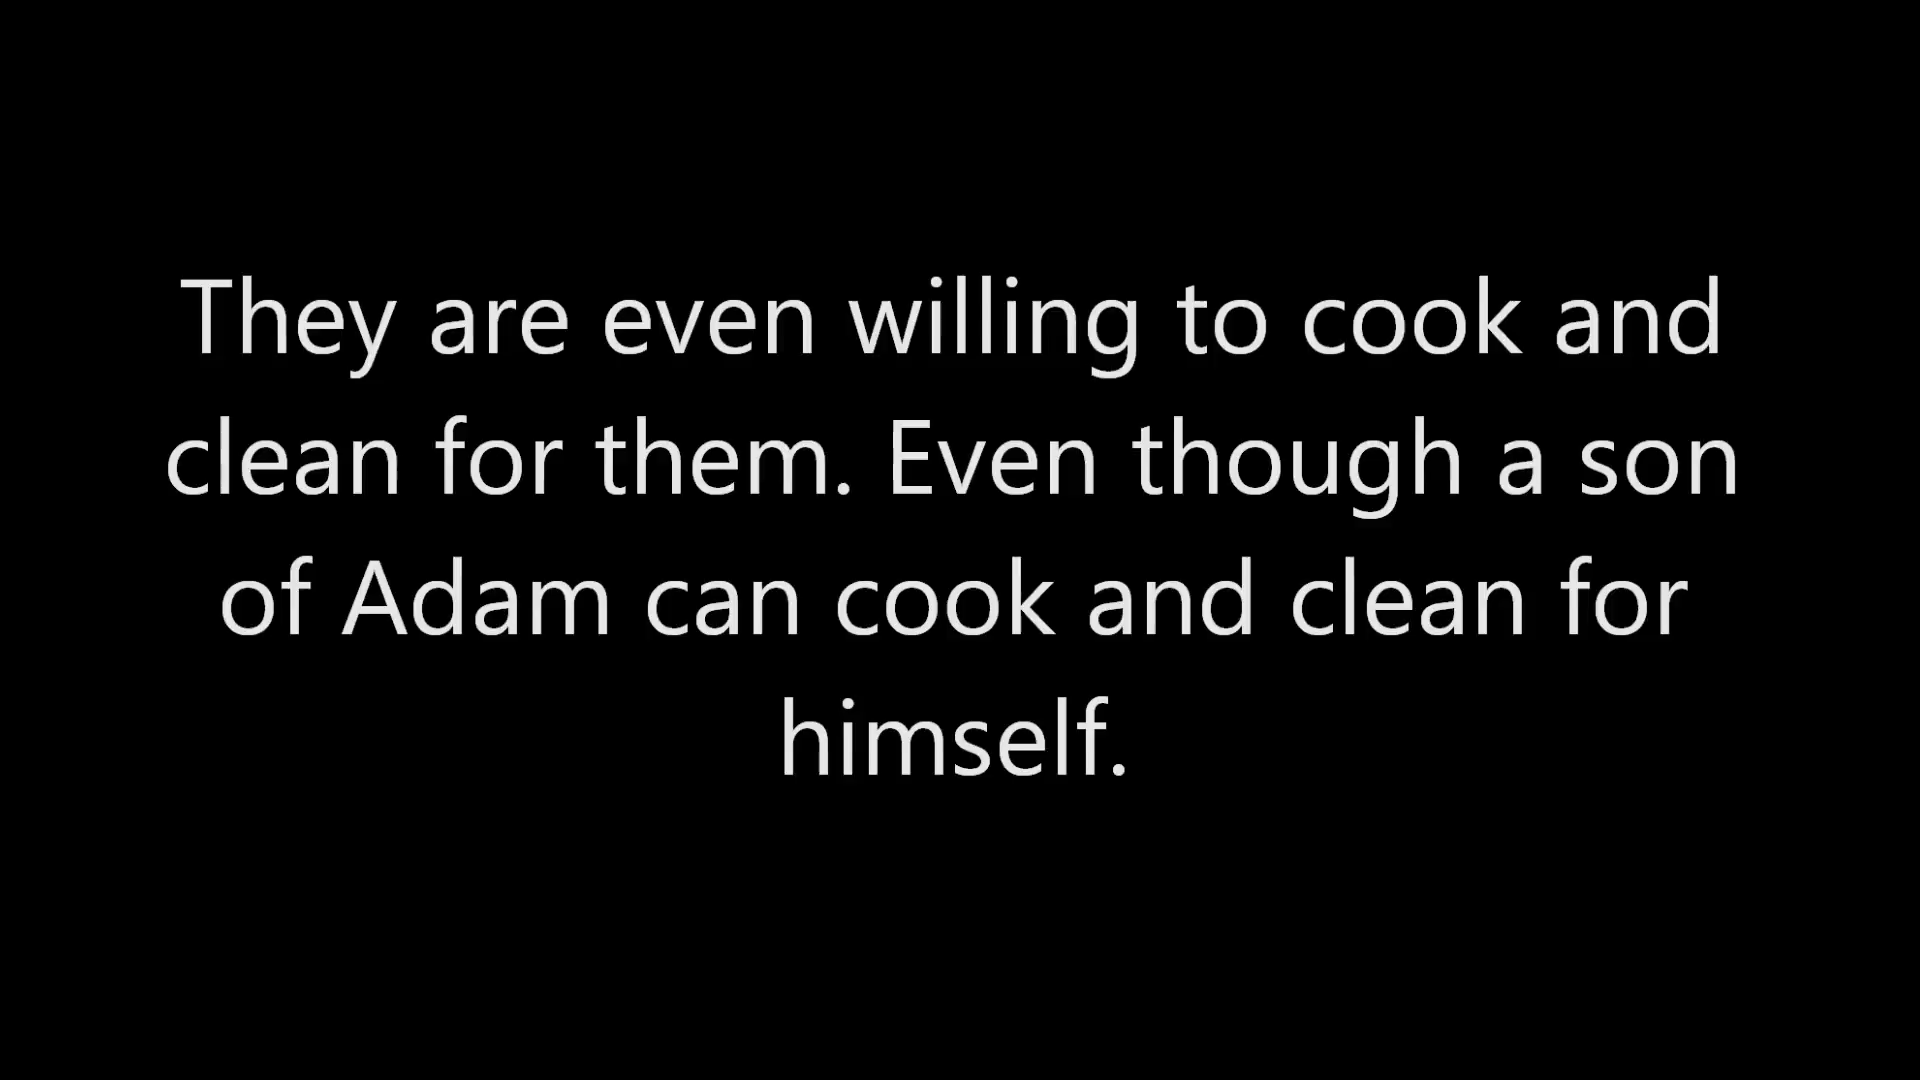 They are even willing to cook and
clean for them. Even though a son
of Adam can cook and clean for
himself.